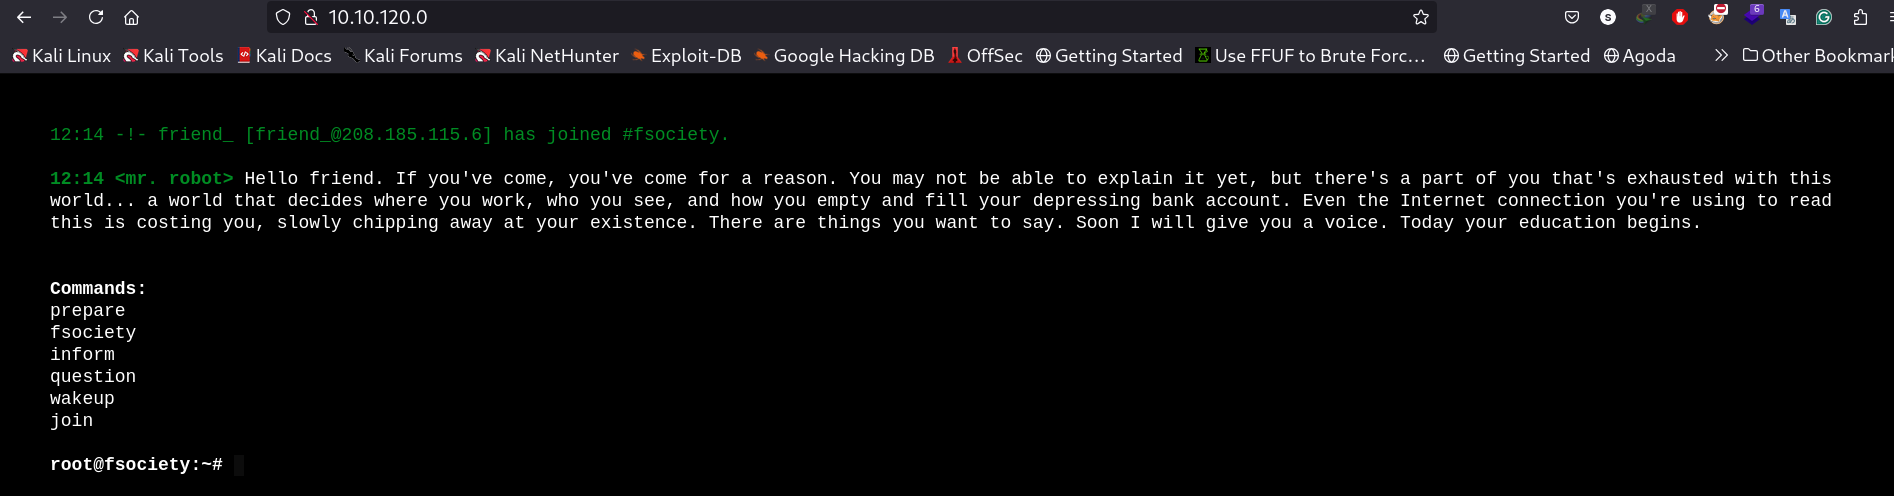 10.10.120.0
X
6
S
A
G
Kali Linux Kali Tools Kali Docs Kali Forums Kali NetHunter Exploit-DB Google Hacking DB OffSec Getting Started Use FFUF to Brute Forc… Getting Started Agoda Other Bookmark
12:14 -!- friend_ [friend_@208.185.115.6] has joined #fsociety.
12:14 <mr. robot> Hello friend. If you've come, you've come for a reason. You may not be able to explain it yet, but there's a part of you that's exhausted with this
world... a world that decides where you work, who you see, and how you empty and fill your depressing bank account. Even the Internet connection you're using to read
this is costing you, slowly chipping away at your existence. There are things you want to say. Soon I will give you a voice. Today your education begins.
Commands:
prepare
fsociety
inform
question
wakeup
join
root@fsociety:~#